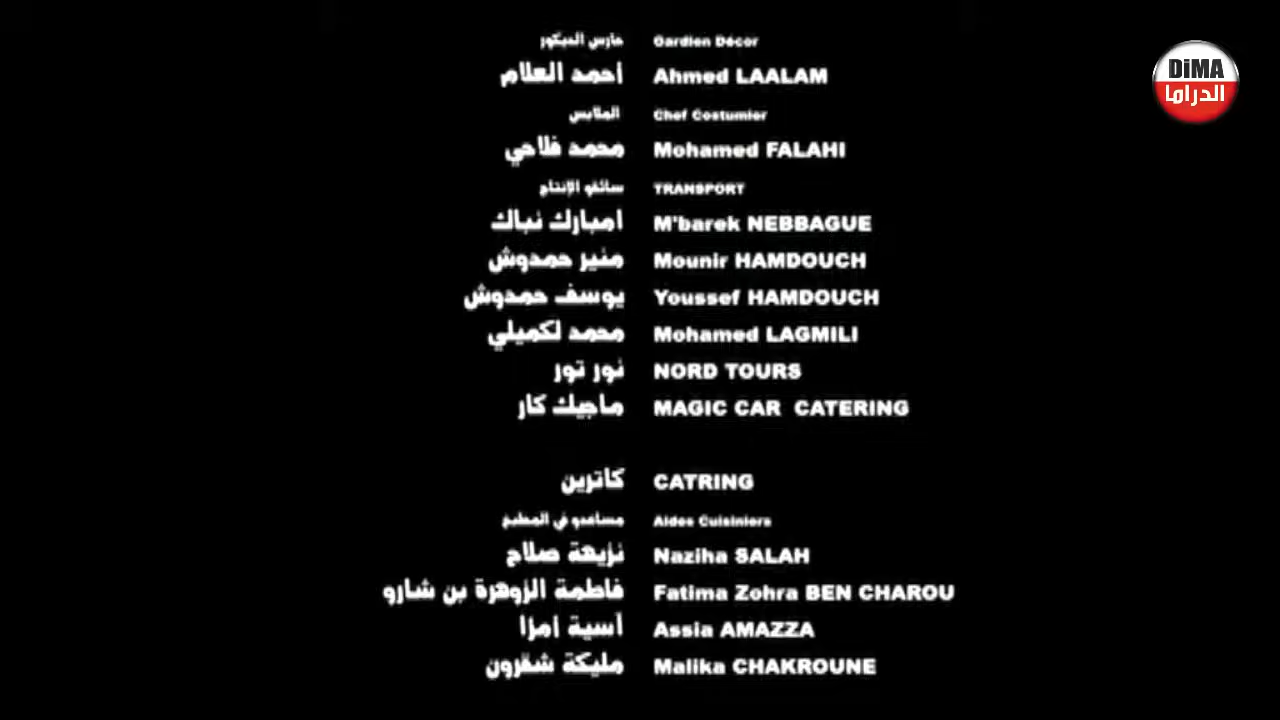 حارس الديكور Gardien Décor
أحمد العلام Ahmed LAALAM
الملابس Chef Costumier
محمد فلاحي Mohamed FALAHI
سائقو الإنتاج TRANSPORT
امبارك نباك M'barek NEBBAGUE
منير حمدوش Mounir HAMDOUCH
يوسف حمدوش Youssef HAMDOUCH
محمد لكميلي Mohamed LAGMILI
نور تور NORD TOURS
ماجيك كار MAGIC CAR CATERING
كاترين CATRING
مساعدو في المطبخ Aides Cuisiniers
نزيهة صلاح Naziha SALAH
فاطمة الزوهرة بن شارو Fatima Zohra BEN CHAROU
أسية امزا Assia AMAZZA
مليكة شقرون Malika CHAKROUNE
DiMA
الدراما